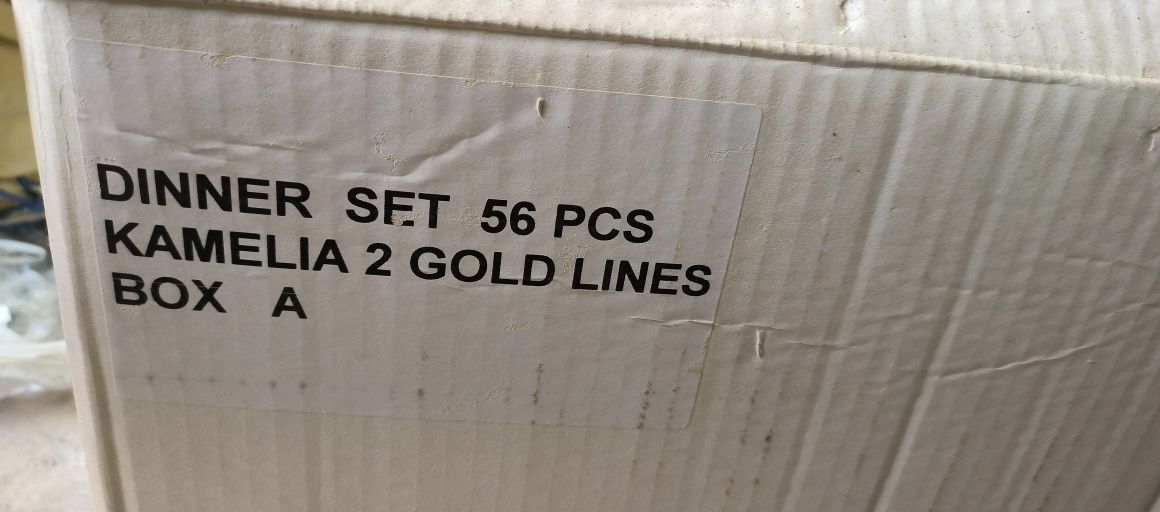 DINNER SET 56 PCS
KAMELIA 2 GOLD LINES
BOX A